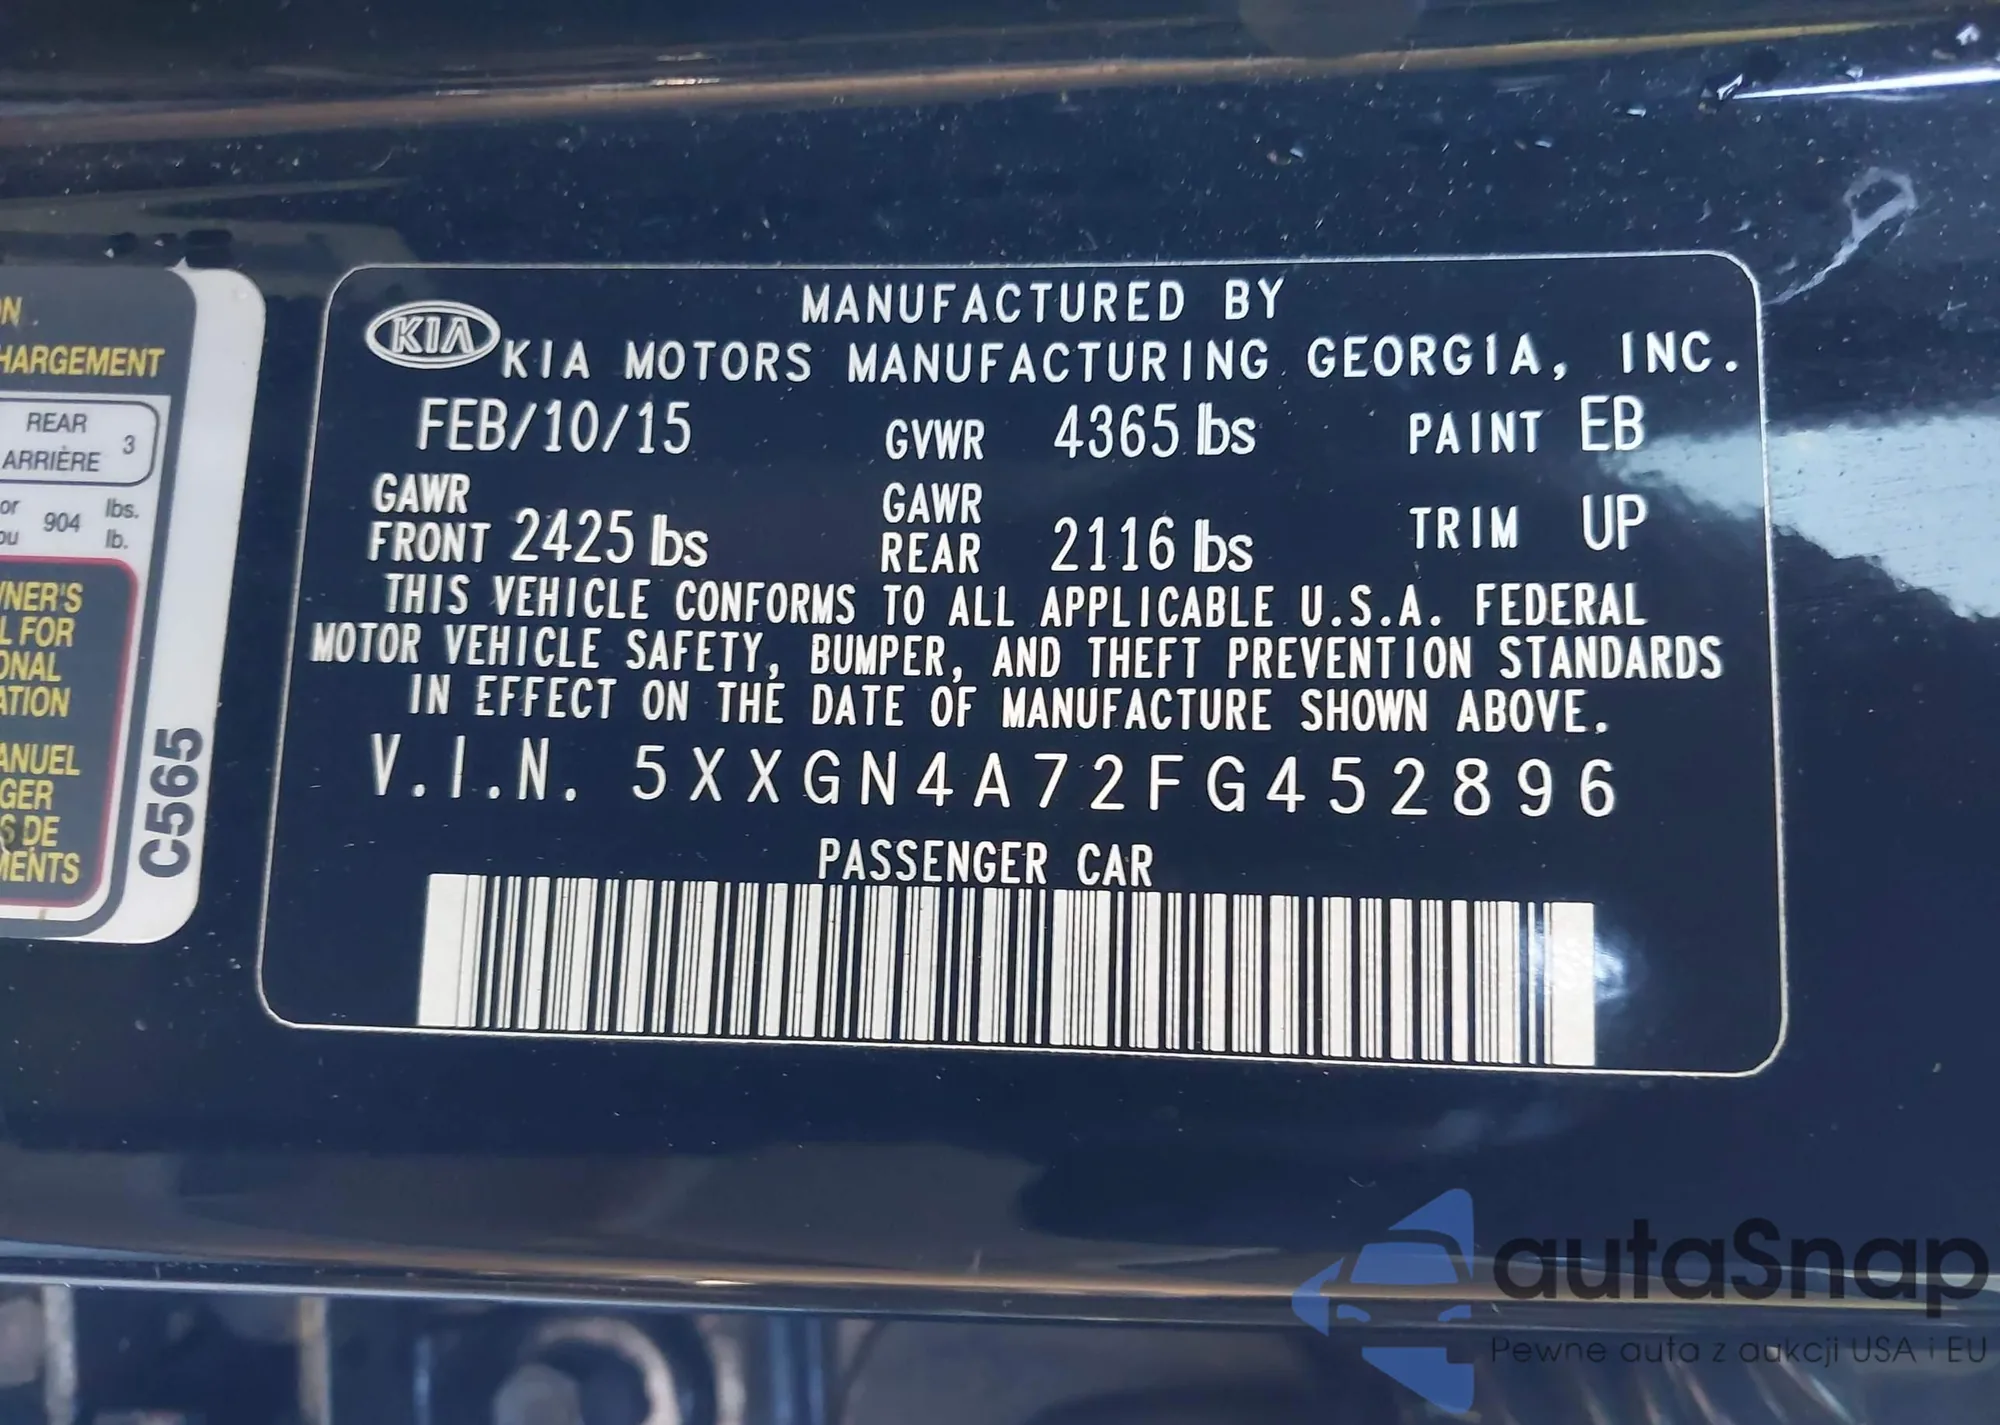 MANUFACTURED BY
KIA
KIA MOTORS MANUFACTURING GEORGIA, INC.
FEB/10/15 GVWR 4365 lbs PAINT EB
GAWR FRONT 2425 lbs GAWR REAR 2116 lbs TRIM UP
THIS VEHICLE CONFORMS TO ALL APPLICABLE U.S.A. FEDERAL
MOTOR VEHICLE SAFETY, BUMPER, AND THEFT PREVENTION STANDARDS
IN EFFECT ON THE DATE OF MANUFACTURE SHOWN ABOVE.
V.I.N. 5XXGN4A72FG452896
PASSENGER CAR
REAR
ARRIÈRE 3
904 lbs.
lb.
L FOR
DE
C565
autaSnap
Pewne auta z aukcji USA i EU